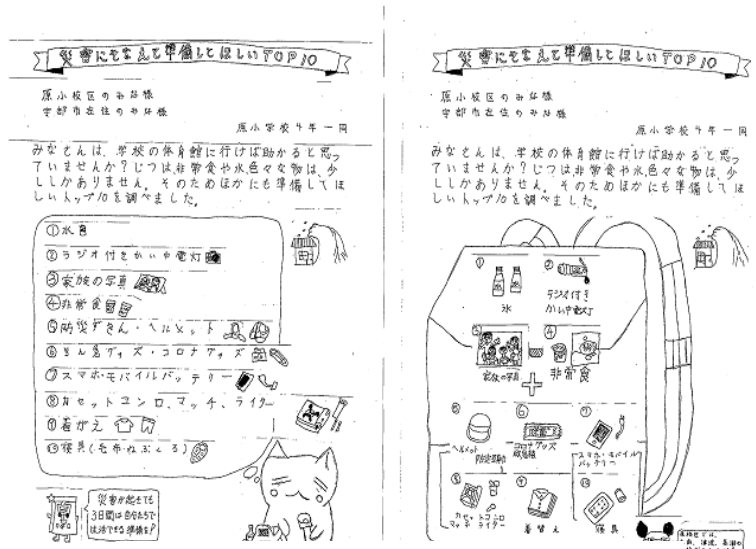 災害にそなえて準備してほしいTOP10
原小校区のみな様
宇部市在住のみな様
原小学校4年一同
みなさんは、学校の体育館に行けば助かると思っ
ていませんか？じつは、非常食や水、色々な物は、少
ししかありません。そのためほかにも準備してほ
しいトップ10を調べました。
①水
②ラジオ付きかい中電灯
③家族の写真
④非常食
⑤防災ずきん・ヘルメット
グッズ・コロナグッズ
⑦スマホ・モバイルバッテリー
⑧カセットコンロ、マッチ、ライター
⑨着がえ
⑩寝具(毛布・ねぶくろ)
災害が起きても
3日間は自分たちで
生活できる準備を!
災害にそなえて準備してほしいTOP10
原小校区のみな様
宇部市在住のみな様
原小学校4年一同
みなさんは、学校の体育館に行けば助かると思っ
ていませんか？じつは、非常食や水、色々な物は、少
ししかありません。そのためほかにも準備してほ
しいトップ10を調べました。
①
水
②
ラジオ付き
かい中電灯
③
家族の写真
④
非常食
⑤
ヘルメット
⑥
グッズ
⑦
スマホ・モバイル
バッテリー
⑧
カセットコンロ
マッチ ライター
⑨
着替え
⑩
寝具